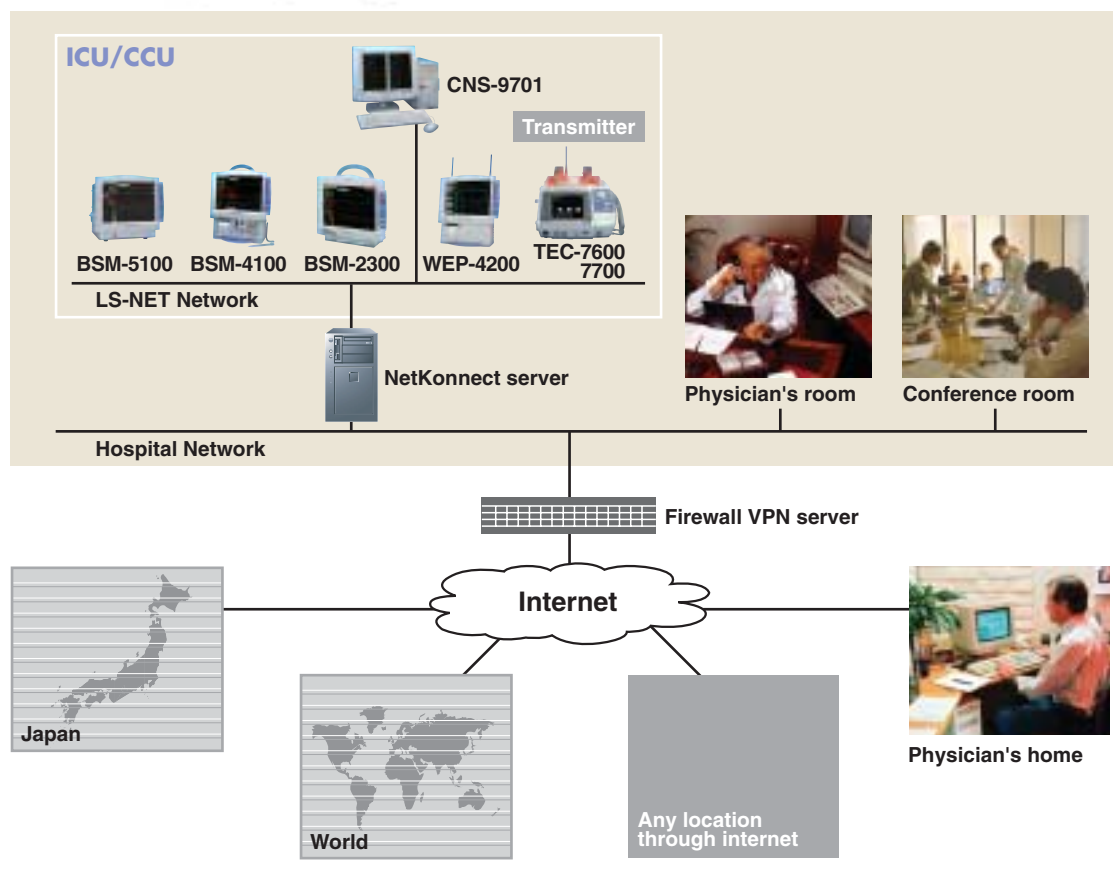 ICU/CCU
CNS-9701
Transmitter
BSM-5100
BSM-4100
BSM-2300
WEP-4200
TEC-7600
7700
LS-NET Network
NetKonnect server
Physician's room
Conference room
Hospital Network
Firewall VPN server
Internet
Japan
World
Any location
through internet
Physician's home